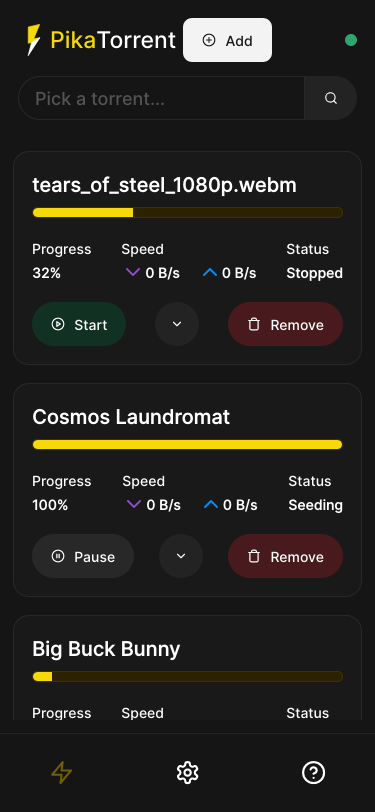 PikaTorrent Add
Pick a torrent...
tears_of_steel_1080p.webm
Progress Speed Status
32% 0 B/s 0 B/s Stopped
Start Remove
Cosmos Laundromat
Progress Speed Status
100% 0 B/s 0 B/s Seeding
Pause Remove
Big Buck Bunny
Progress Speed Status